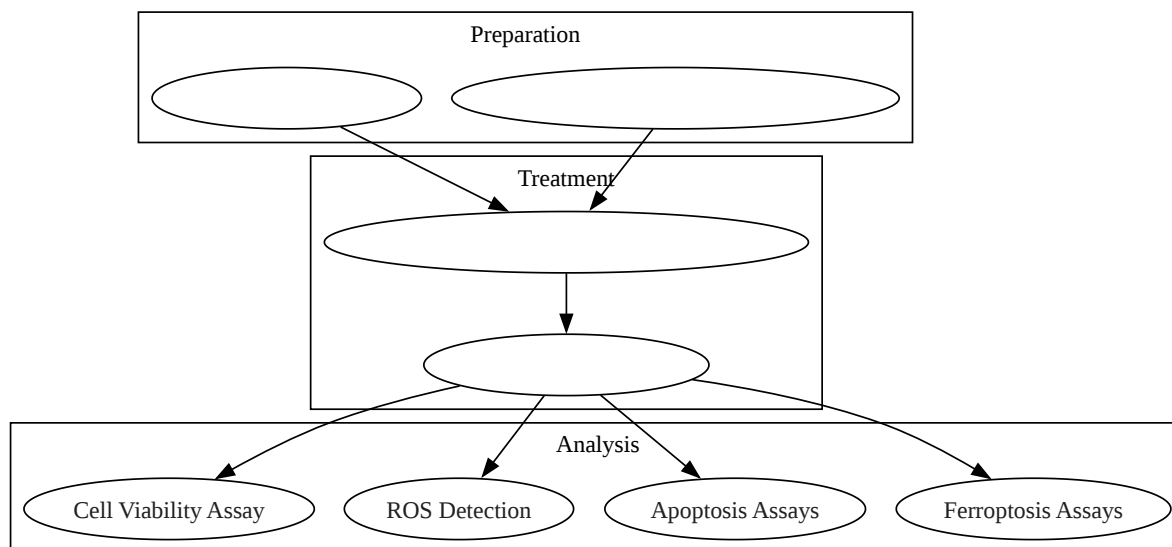 Preparation
Treatment
Analysis
Cell Viability Assay
ROS Detection
Apoptosis Assays
Ferroptosis Assays